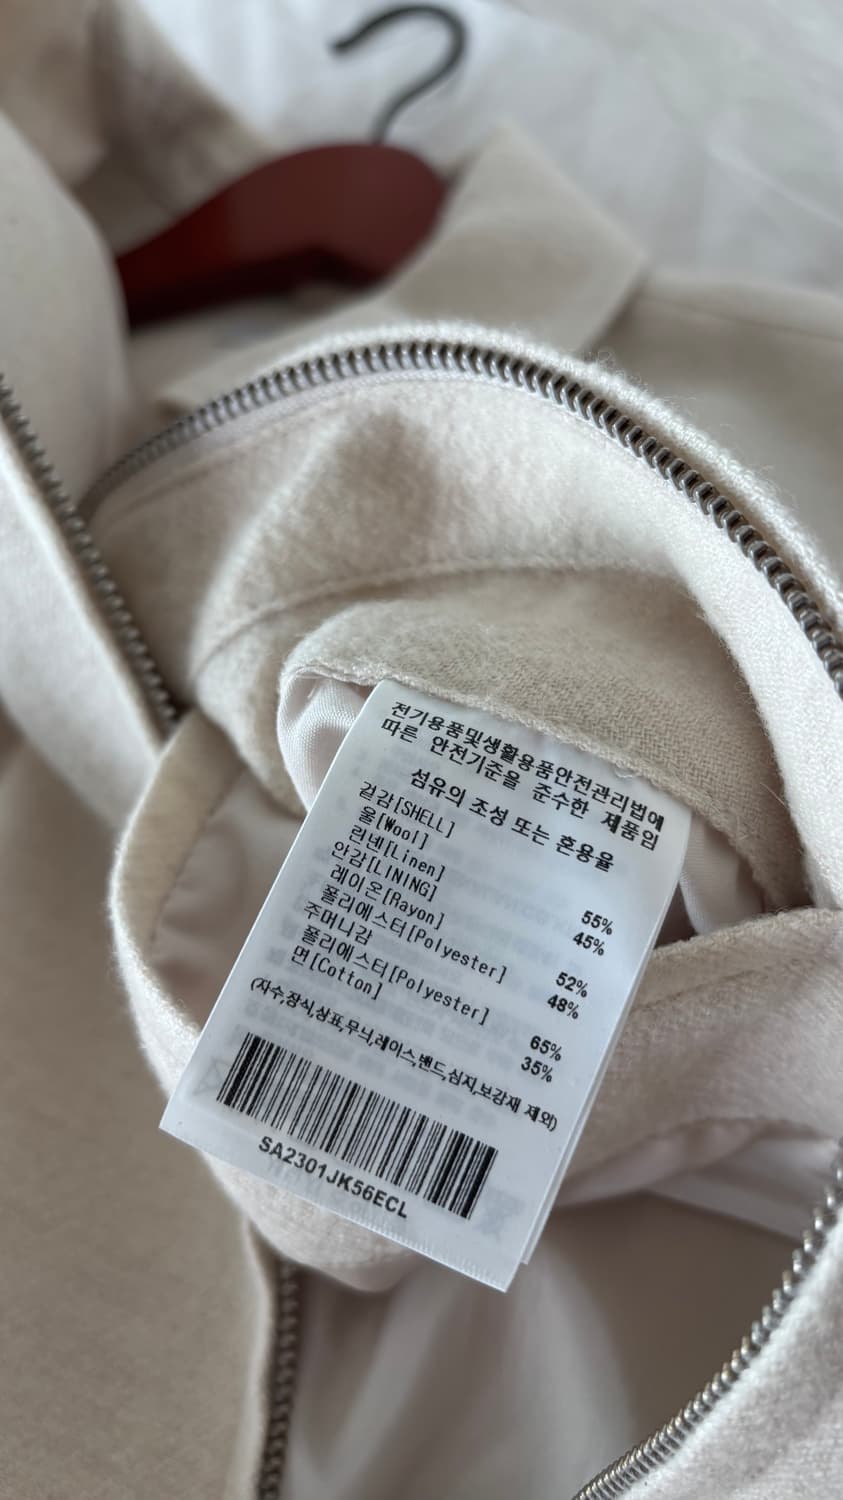 전기용품및생활용품안전관리법에
따른 안전기준을 준수한 제품임
섬유의 조성 또는 혼용율
겉감[SHELL]
울[Wool] 55%
린넨[Linen] 45%
안감[LINING]
레이온[Rayon] 52%
폴리에스터[Polyester] 48%
주머니감
폴리에스터[Polyester] 65%
면[Cotton] 35%
(자수,장식,상표,무늬,레이스,밴드,심지,보강재 제외)
SA2301JK56ECL